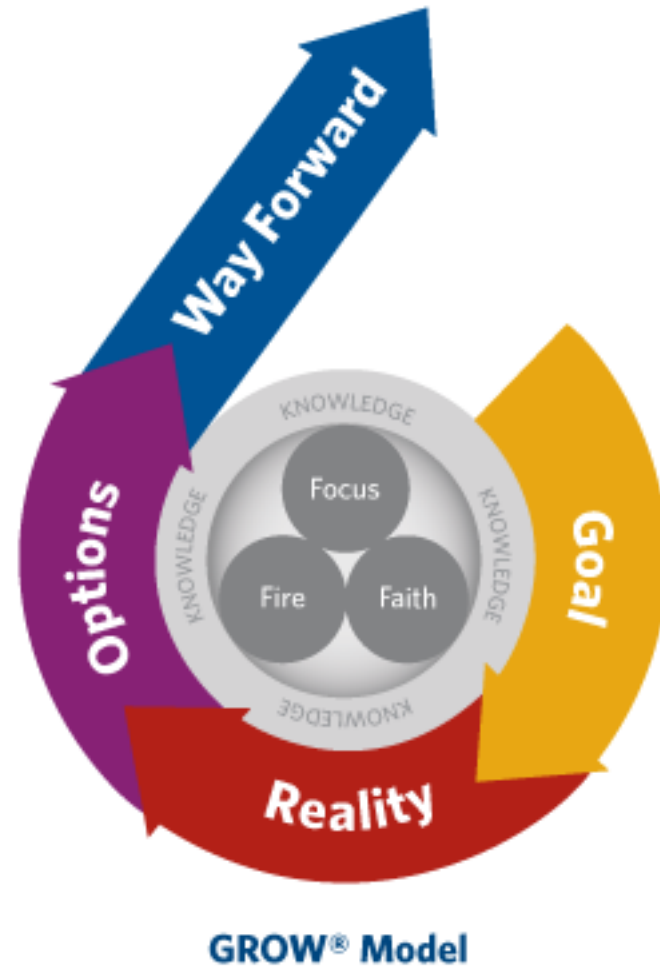 Way Forward
KNOWLEDGE
Focus
KNOWLEDGE
KNOWLEDGE
Goal
Options
Fire
Faith
KNOWLEDGE
Reality
GROW® Model